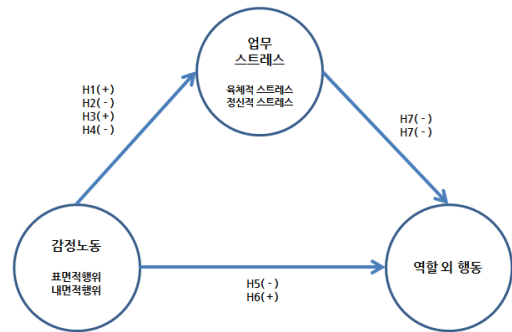 업무
스트레스
육체적 스트레스
정신적 스트레스
H1(+)
H2(-)
H3(+)
H4(-)
H7(-)
H7(-)
감정노동
표면적행위
내면적행위
역할 외 행동
H5(-)
H6(+)